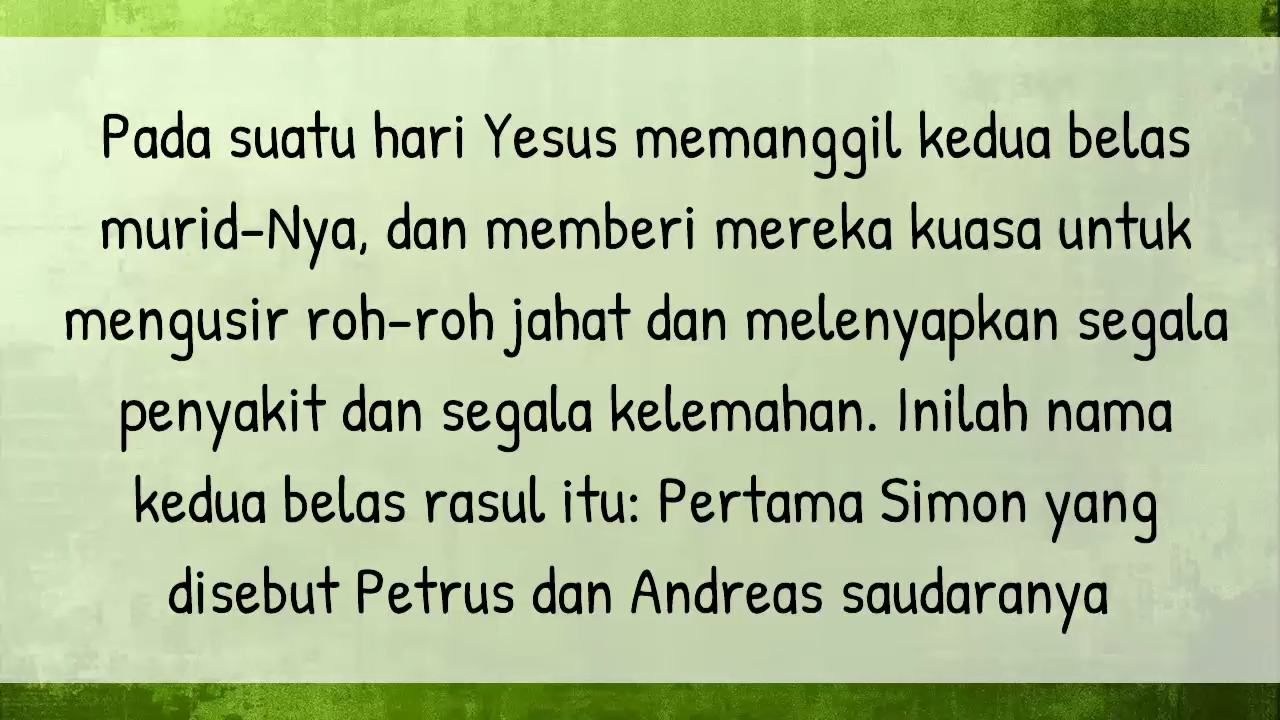 Pada suatu hari Yesus memanggil kedua belas
murid-Nya, dan memberi mereka kuasa untuk
mengusir roh-roh jahat dan melenyapkan segala
penyakit dan segala kelemahan. Inilah nama
kedua belas rasul itu: Pertama Simon yang
disebut Petrus dan Andreas saudaranya